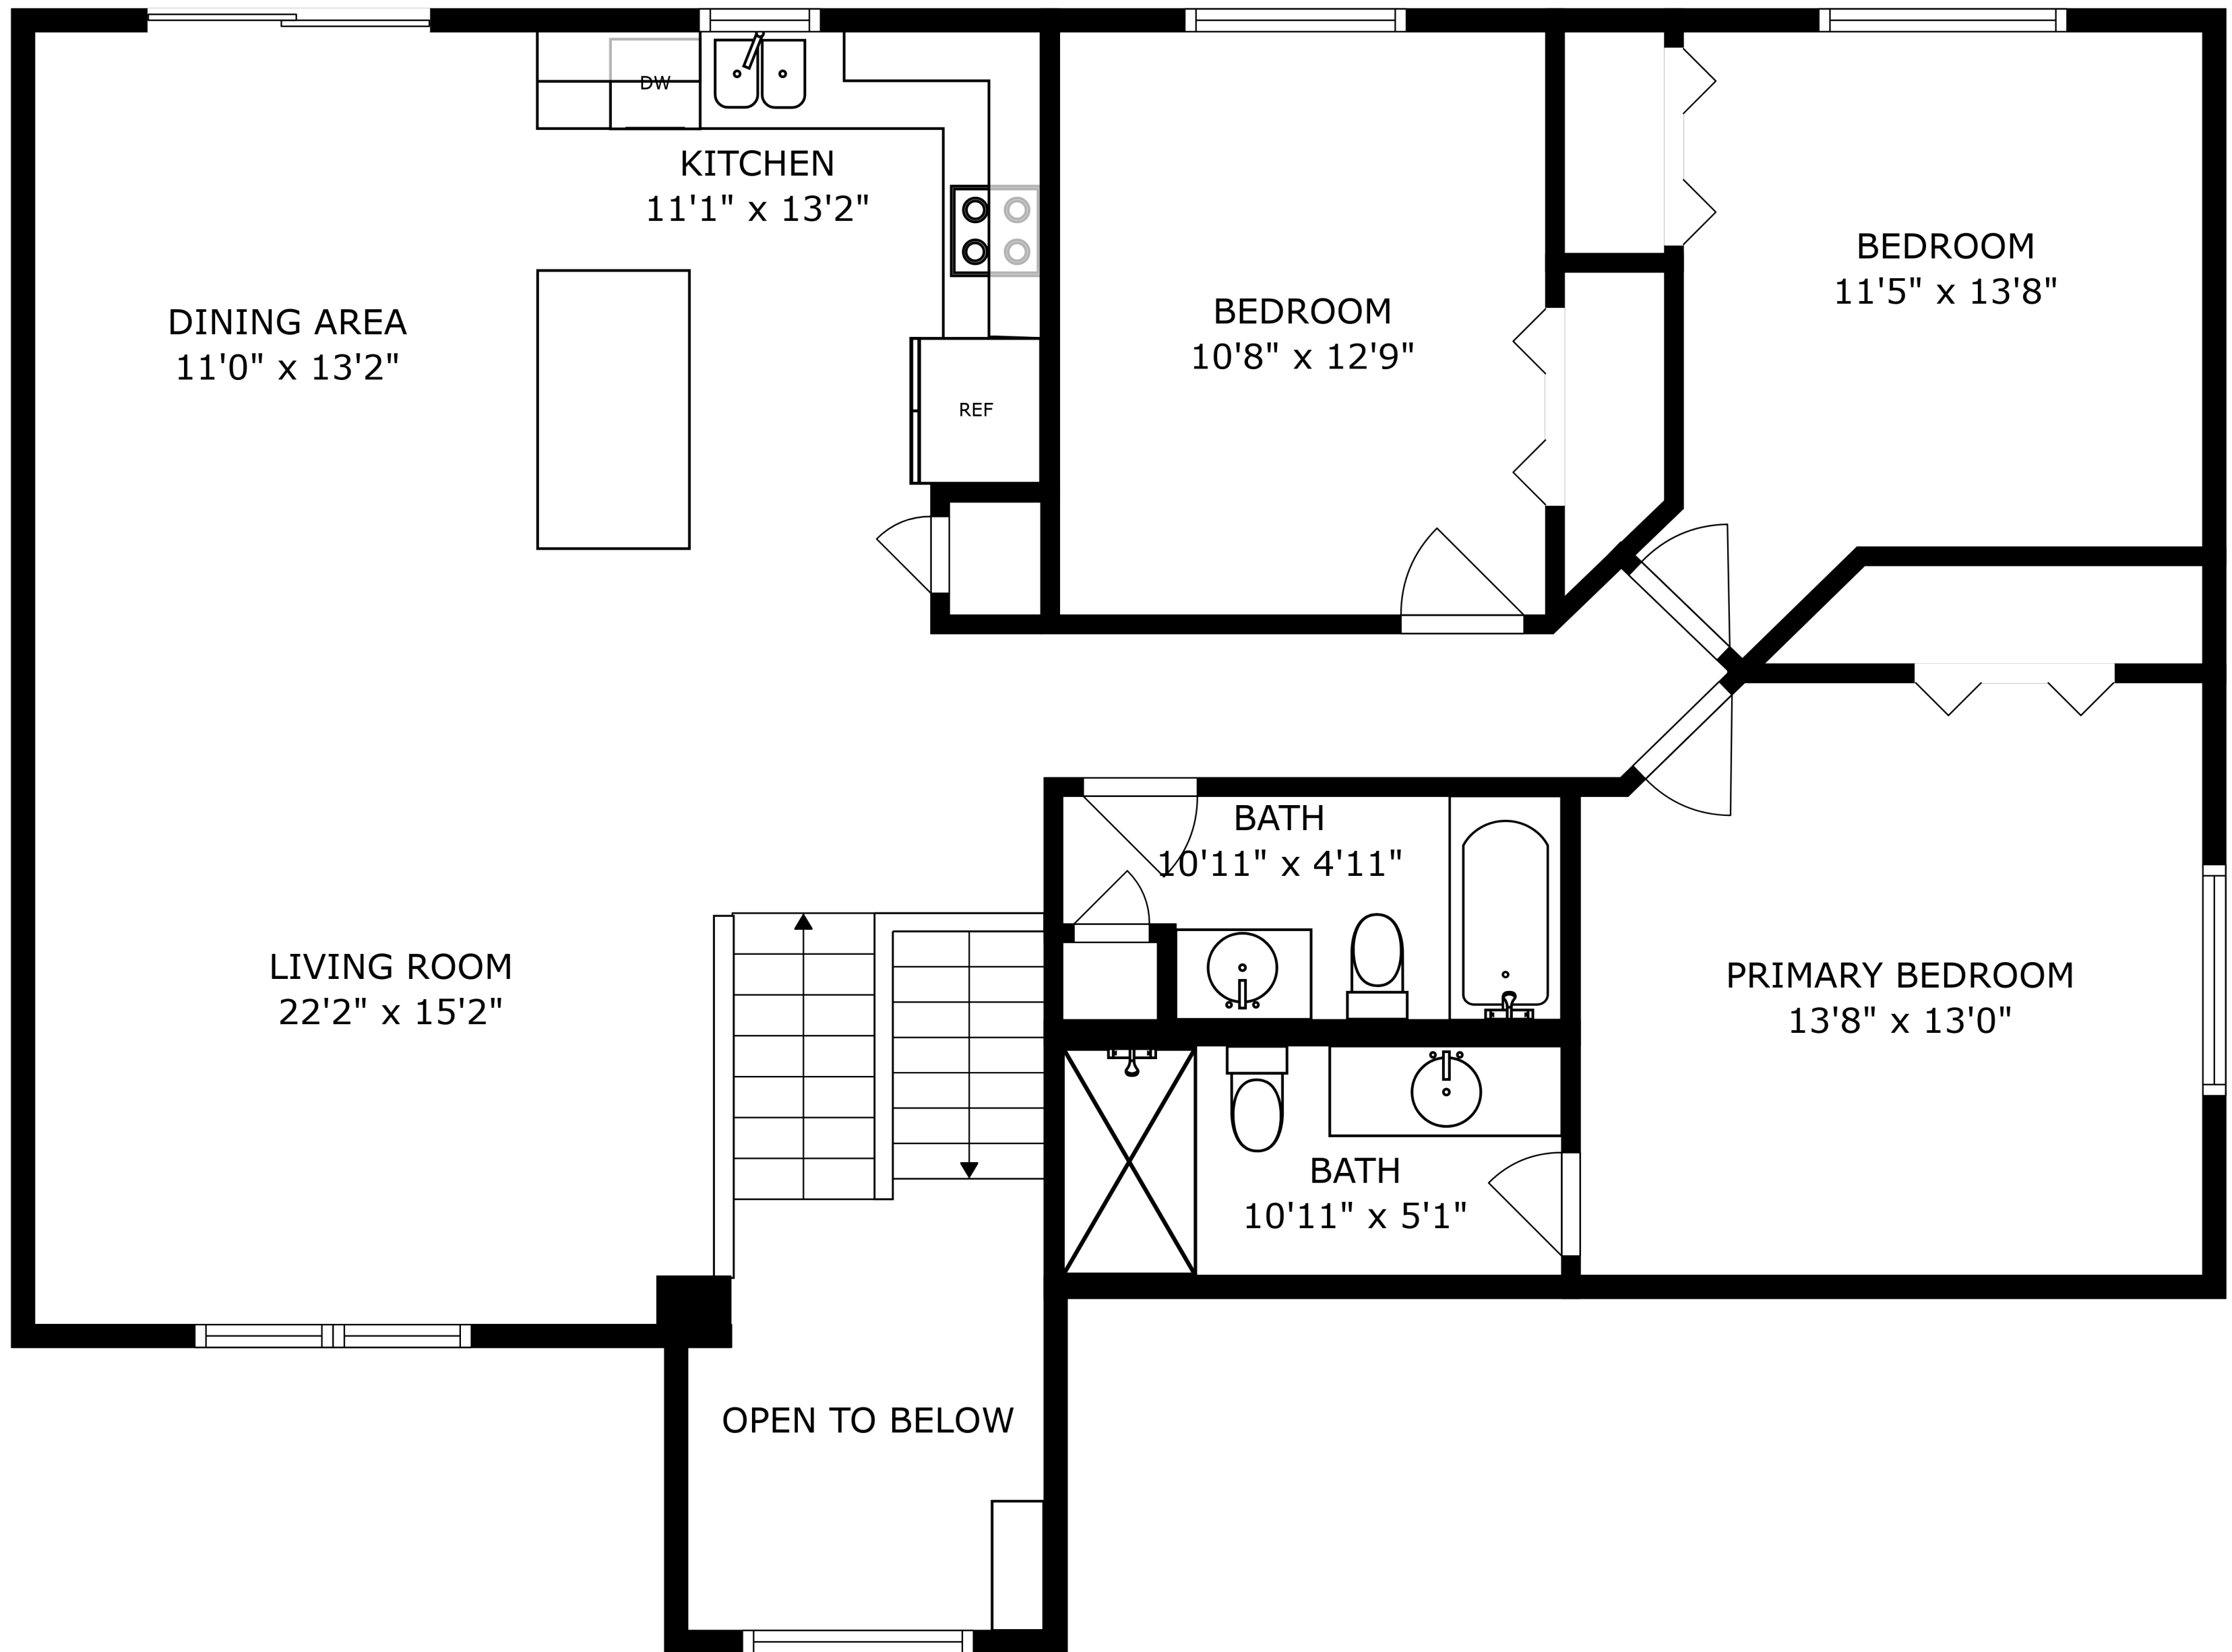 DW
KITCHEN
11'1" x 13'2"
DINING AREA
11'0" x 13'2"
REF
BEDROOM
10'8" x 12'9"
BEDROOM
11'5" x 13'8"
BATH
10'11" x 4'11"
LIVING ROOM
22'2" x 15'2"
PRIMARY BEDROOM
13'8" x 13'0"
BATH
10'11" x 5'1"
OPEN TO BELOW